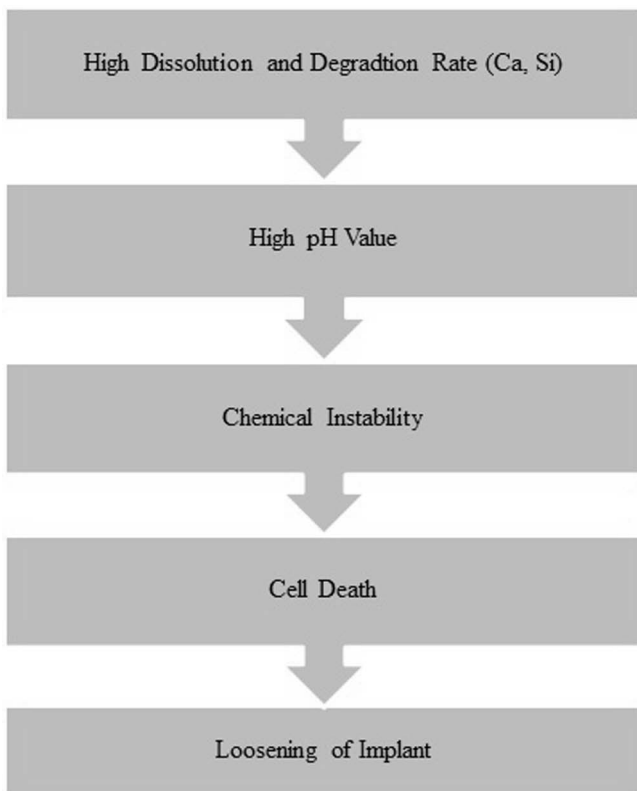 High Dissolution and Degradtion Rate (Ca, Si)
High pH Value
Chemical Instability
Cell Death
Loosening of Implant